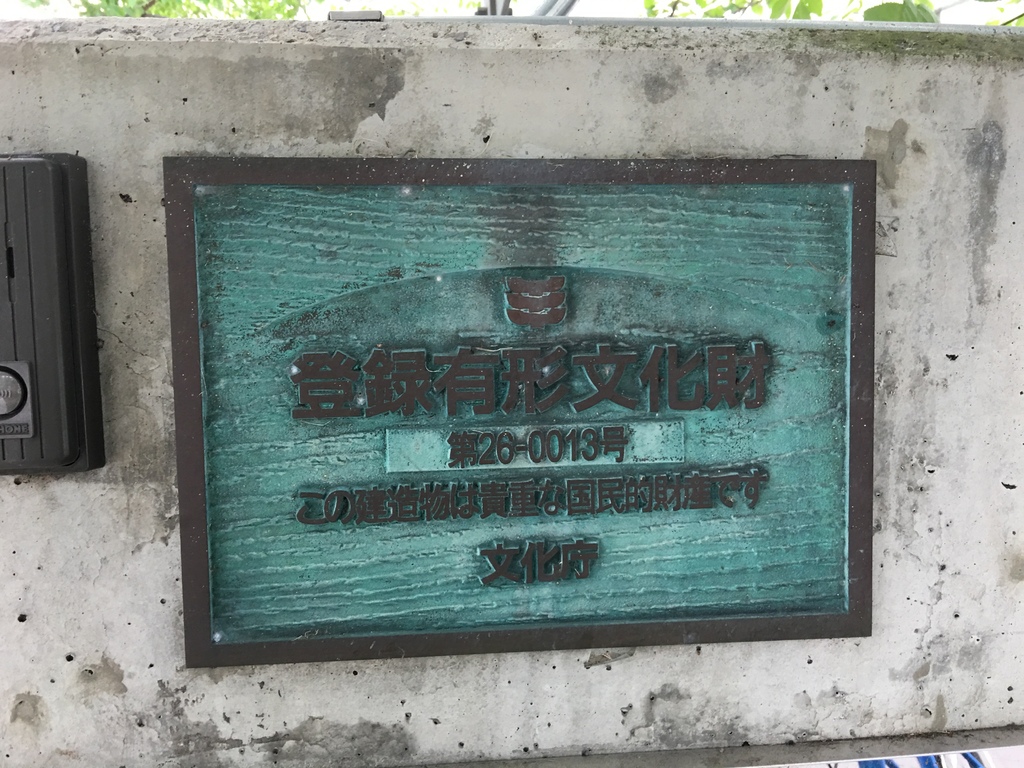 登録有形文化財
第26-0013号
この建造物は貴重な国民的財産です
文化庁